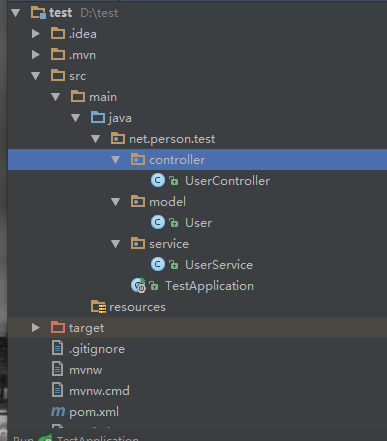 test D:\test
.idea
.mvn
src
main
java
net.person.test
controller
UserController
model
User
service
UserService
TestApplication
resources
target
.gitignore
mvnw
mvnw.cmd
pom.xml
Run TestApplication